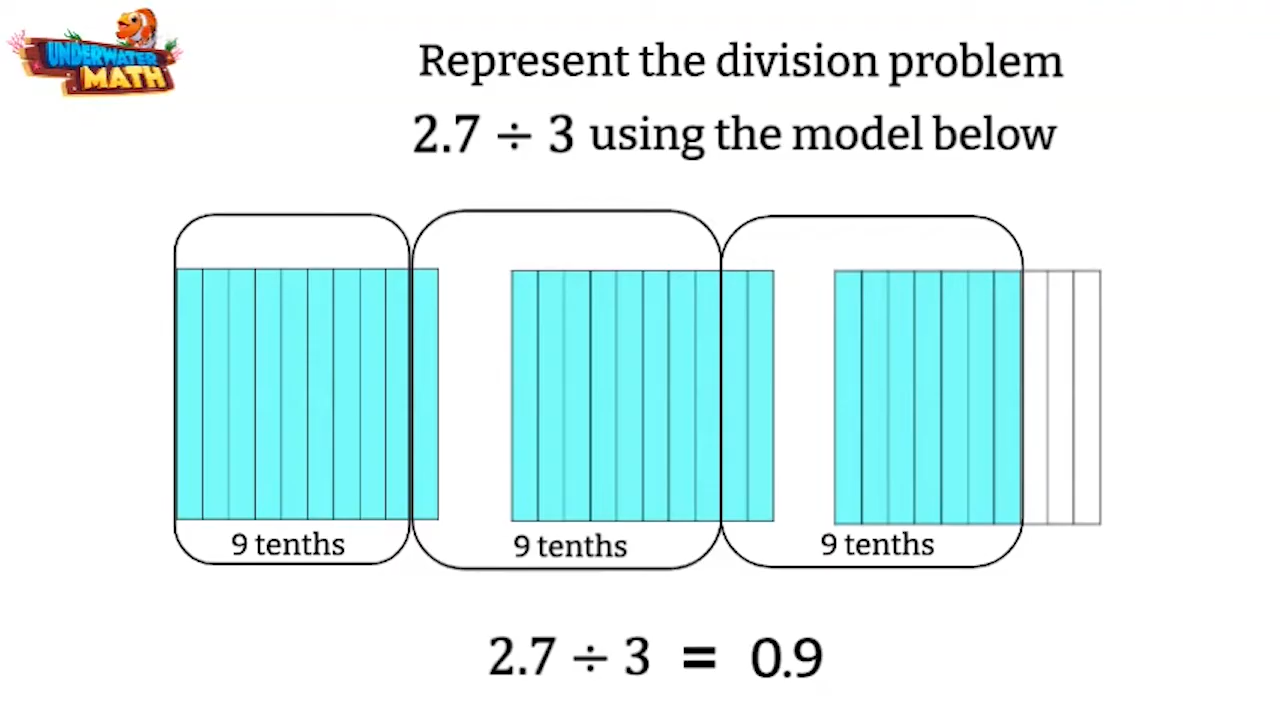 UNDERWATER
MATH
Represent the division problem
2.7 ÷ 3 using the model below
9 tenths
9 tenths
9 tenths
2.7 ÷ 3 = 0.9